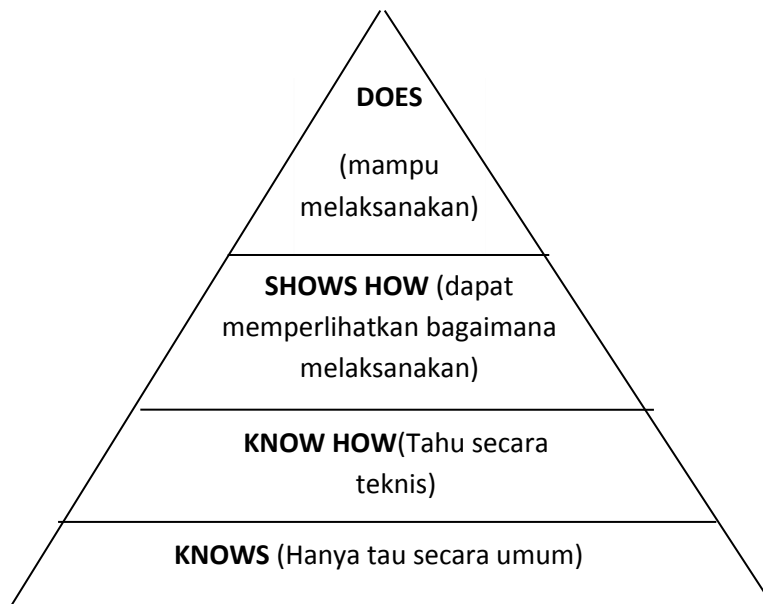 DOES
(mampu
melaksanakan)
SHOWS HOW (dapat
memperlihatkan bagaimana
melaksanakan)
KNOW HOW(Tahu secara
teknis)
KNOWS (Hanya tau secara umum)